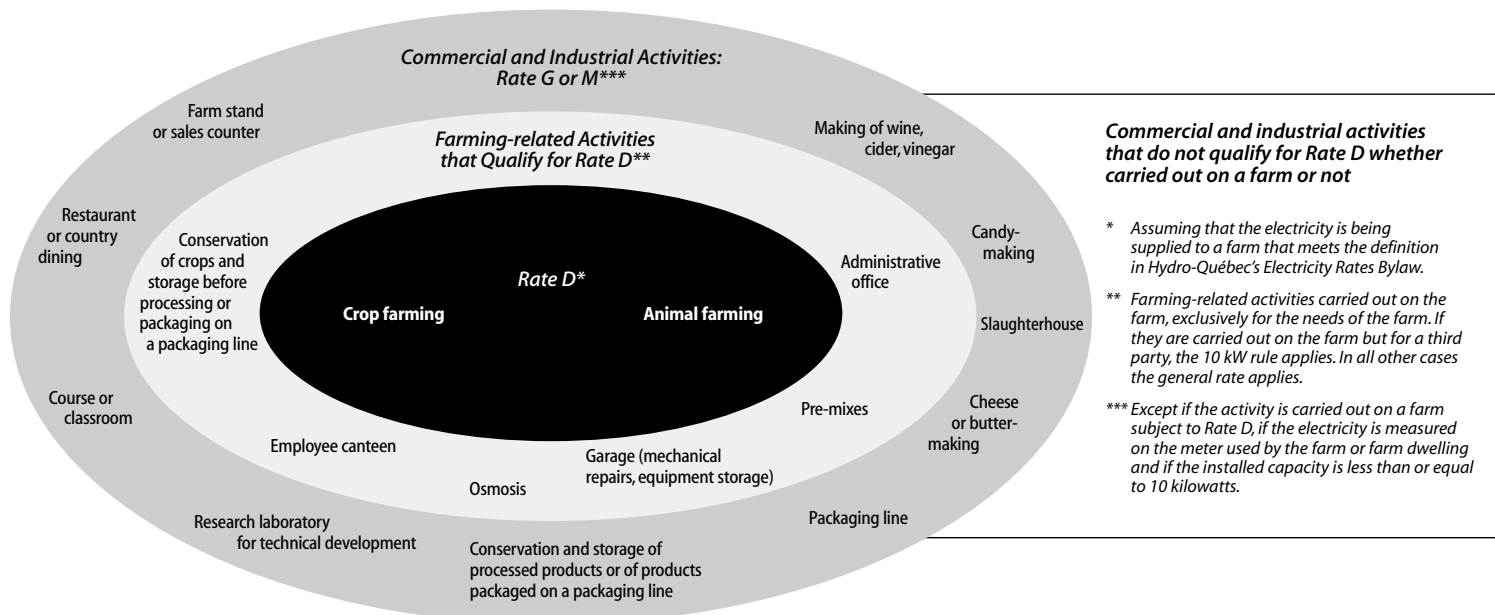 Commercial and Industrial Activities:
Rate G or M***
Farm stand
or sales counter
Making of wine,
cider, vinegar
Farming-related Activities
that Qualify for Rate D**
Restaurant
or country
dining
Conservation
of crops and
storage before
processing or
packaging on
a packaging line
Rate D*
Crop farming
Animal farming
Administrative
office
Candy-
making
Slaughterhouse
Course or
classroom
Pre-mixes
Cheese
or butter-
making
Employee canteen
Garage (mechanical
repairs, equipment storage)
Osmosis
Packaging line
Research laboratory
for technical development
Conservation and storage of
processed products or of products
packaged on a packaging line
Commercial and industrial activities
that do not qualify for Rate D whether
carried out on a farm or not
* Assuming that the electricity is being
supplied to a farm that meets the definition
in Hydro-Québec's Electricity Rates Bylaw.
** Farming-related activities carried out on the
farm, exclusively for the needs of the farm. If
they are carried out on the farm but for a third
party, the 10 kW rule applies. In all other cases
the general rate applies.
*** Except if the activity is carried out on a farm
subject to Rate D, if the electricity is measured
on the meter used by the farm or farm dwelling
and if the installed capacity is less than or equal
to 10 kilowatts.